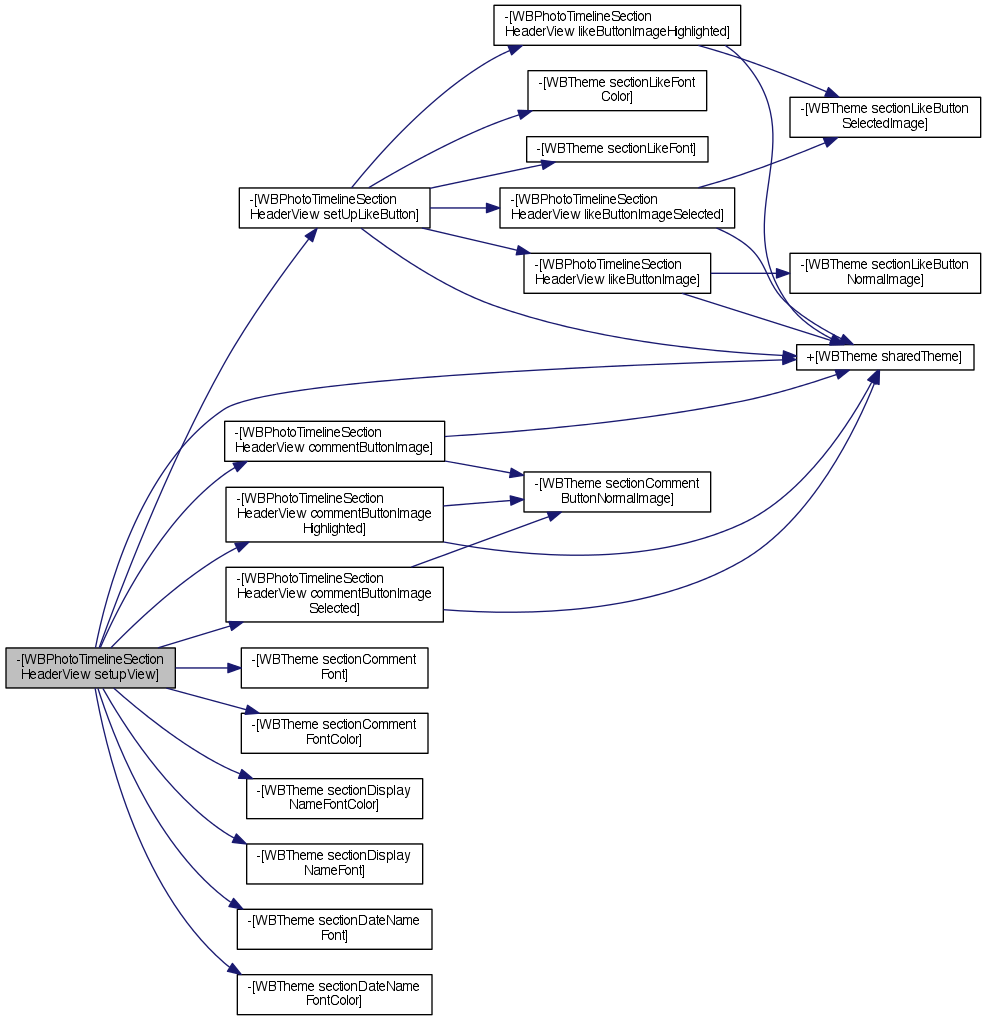 -[WBPhotoTimelineSection
HeaderView likeButtonImageHighlighted]
-[WBTheme sectionLikeFont
Color]
-[WBTheme sectionLikeButton
SelectedImage]
-[WBTheme sectionLikeFont]
-[WBPhotoTimelineSection
HeaderView setUpLikeButton]
-[WBPhotoTimelineSection
HeaderView likeButtonImageSelected]
-[WBPhotoTimelineSection
HeaderView likeButtonImage]
-[WBTheme sectionLikeButton
NormalImage]
+[WBTheme sharedTheme]
-[WBPhotoTimelineSection
HeaderView commentButtonImage]
-[WBTheme sectionComment
ButtonNormalImage]
-[WBPhotoTimelineSection
HeaderView commentButtonImage
Highlighted]
-[WBPhotoTimelineSection
HeaderView commentButtonImage
Selected]
-[WBPhotoTimelineSection
HeaderView setupView]
-[WBTheme sectionComment
Font]
-[WBTheme sectionComment
FontColor]
-[WBTheme sectionDisplay
NameFontColor]
-[WBTheme sectionDisplay
NameFont]
-[WBTheme sectionDateName
Font]
-[WBTheme sectionDateName
FontColor]